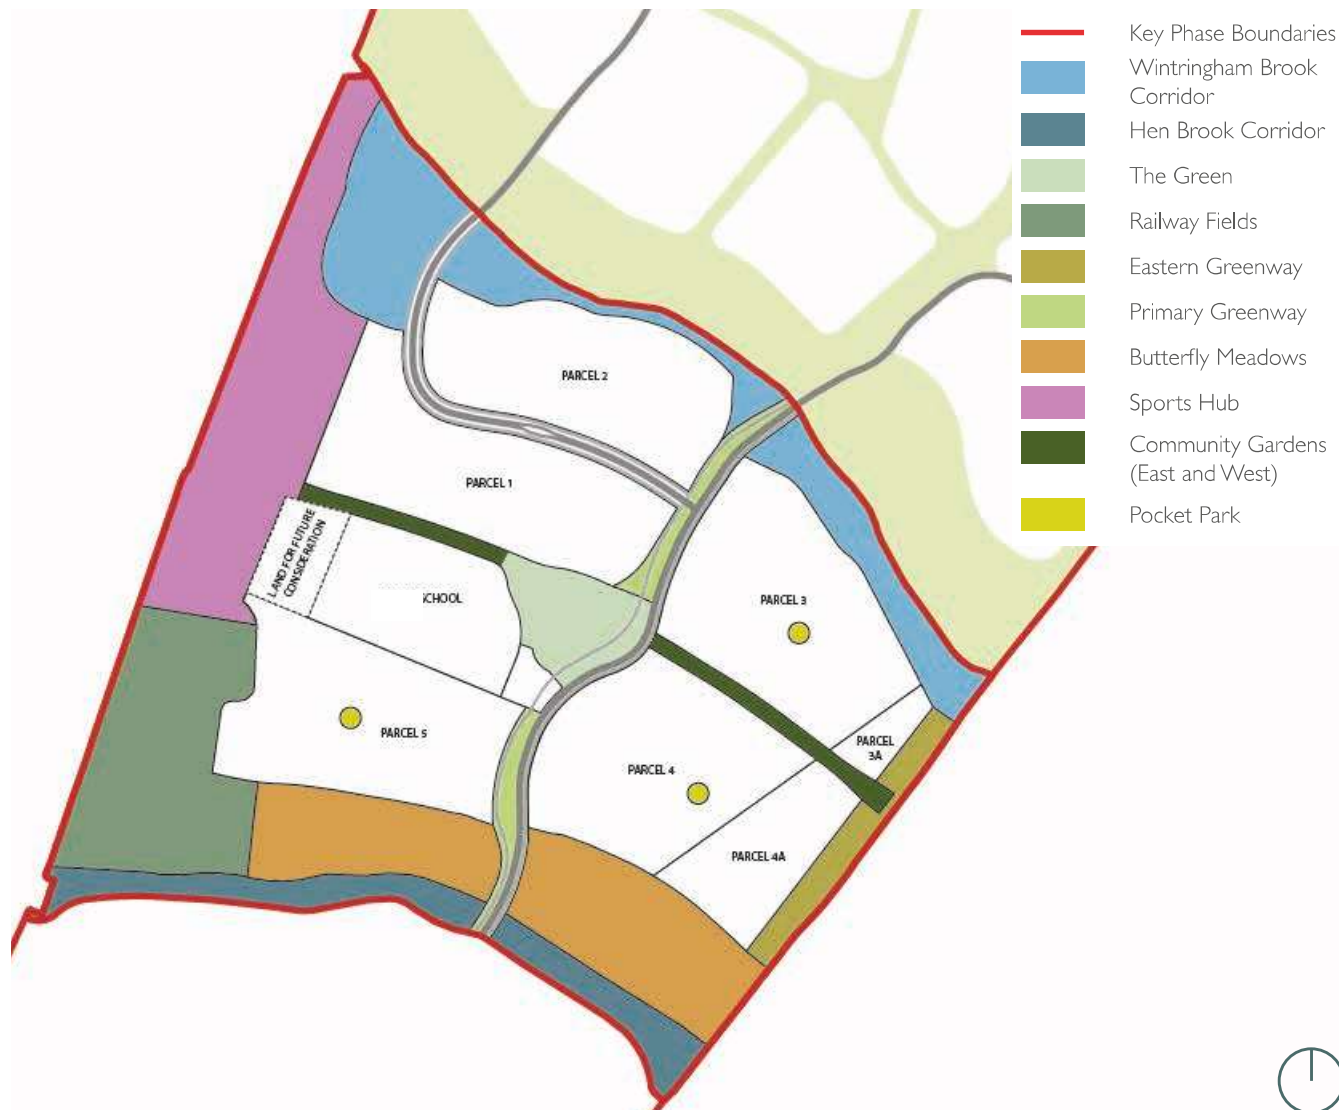 Key Phase Boundaries
Wintringham Brook
Corridor
Hen Brook Corridor
The Green
Railway Fields
Eastern Greenway
Primary Greenway
Butterfly Meadows
Sports Hub
Community Gardens
(East and West)
Pocket Park
PARCEL 2
PARCEL 1
LAND FOR FUTURE
CONSIDERATION
SCHOOL
PARCEL 3
PARCEL 5
PARCEL 4
PARCEL
3A
PARCEL 4A